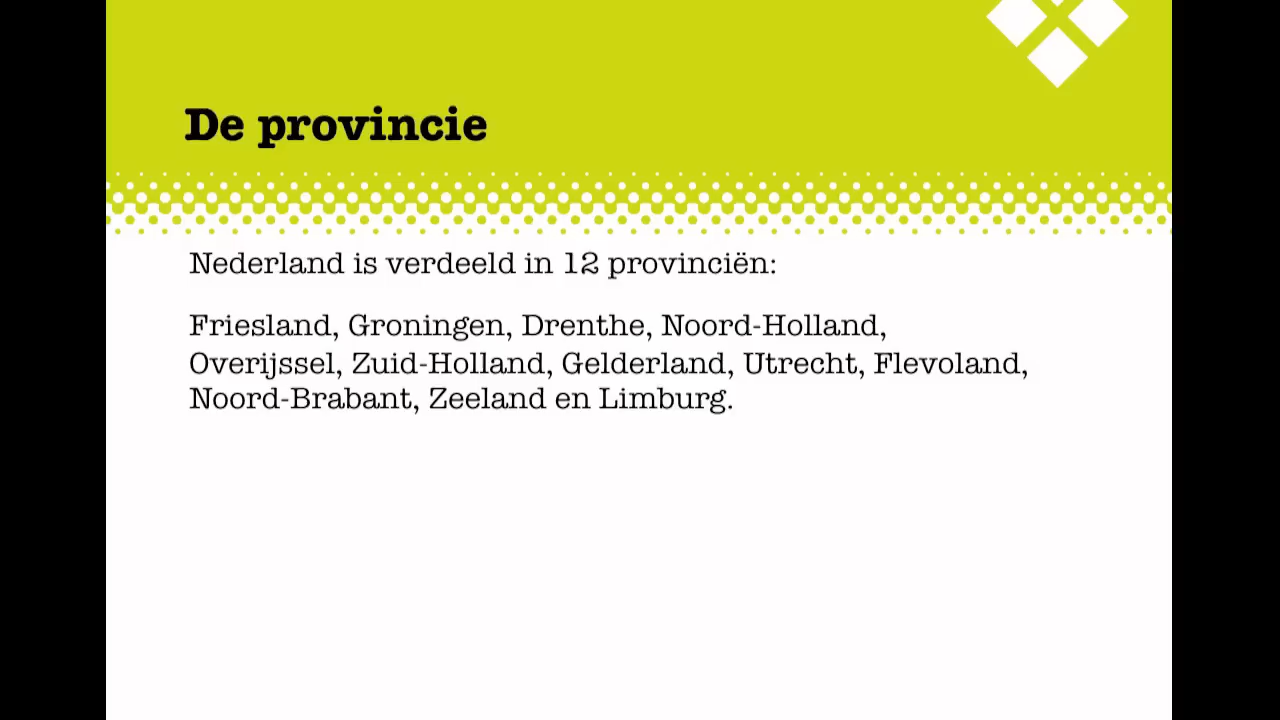 De provincie
Nederland is verdeeld in 12 provinciën:
Friesland, Groningen, Drenthe, Noord-Holland,
Overijssel, Zuid-Holland, Gelderland, Utrecht, Flevoland,
Noord-Brabant, Zeeland en Limburg.